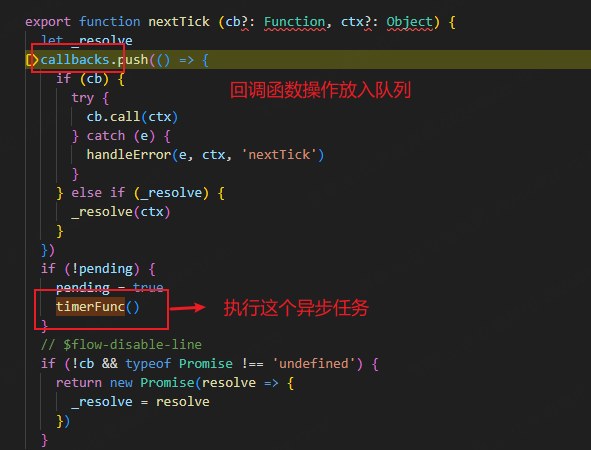 export function nextTick (cb?: Function, ctx?: Object) {
let _resolve
callbacks.push(() => {
回调函数操作放入队列
if (cb) {
try {
cb.call(ctx)
} catch (e) {
handleError(e, ctx, 'nextTick')
}
} else if (_resolve) {
_resolve(ctx)
}
})
if (!pending) {
pending = true
timerFunc()
执行这个异步任务
}
// $flow-disable-line
if (!cb && typeof Promise !== 'undefined') {
return new Promise(resolve => {
_resolve = resolve
})
}